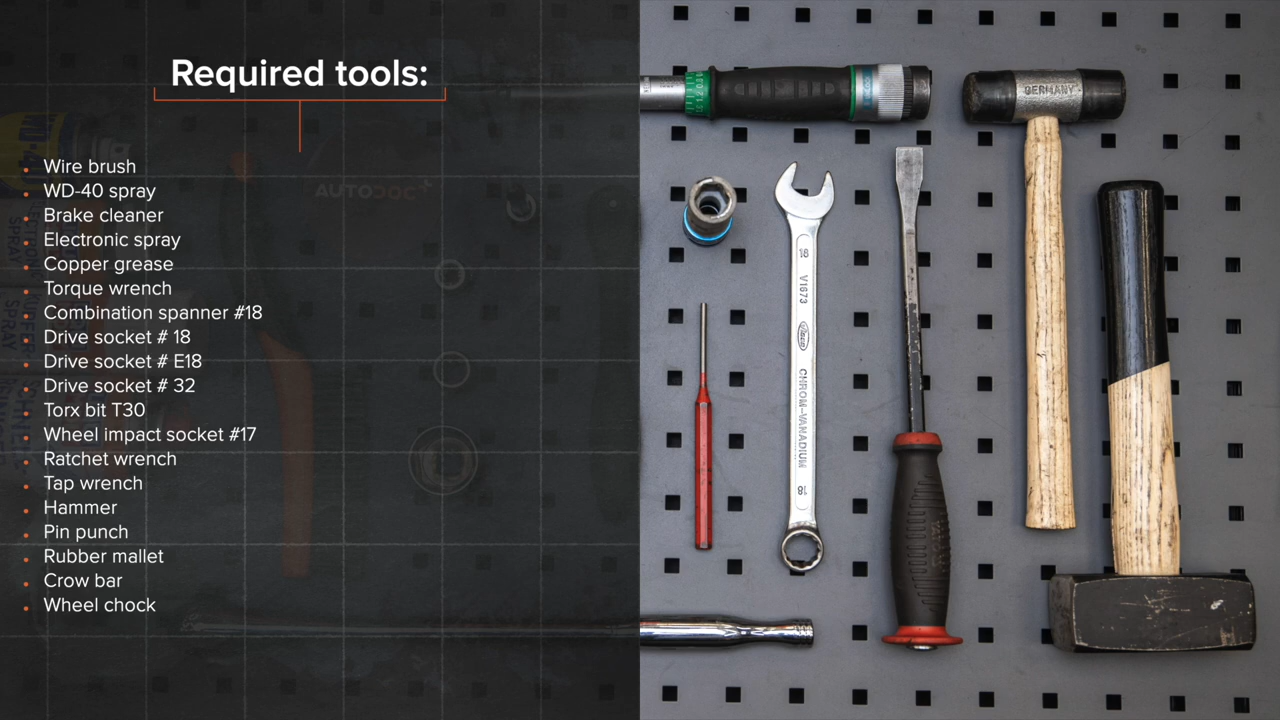 Required tools:
Wire brush
WD-40 spray
Brake cleaner
Electronic spray
Copper grease
Torque wrench
Combination spanner #18
Drive socket # 18
Drive socket # E18
Drive socket # 32
Torx bit T30
Wheel impact socket #17
Ratchet wrench
Tap wrench
Hammer
Pin punch
Rubber mallet
Crow bar
Wheel chock
AUTODOC
GERMANY
18
V1673
CHROM-VANADIUM
18